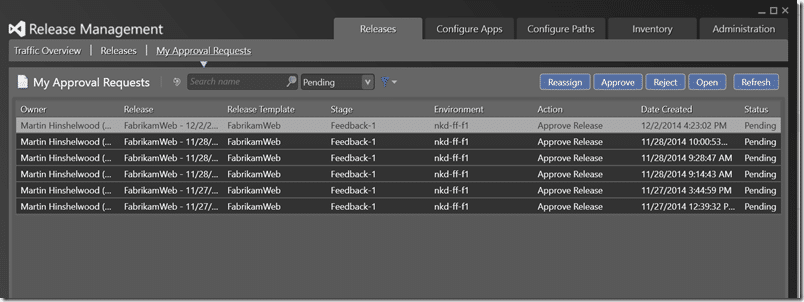 Release Management
Releases Configure Apps Configure Paths Inventory Administration
Traffic Overview | Releases | My Approval Requests
My Approval Requests Search name Pending Reassign Approve Reject Open Refresh
Owner Release Release Template Stage Environment Action Date Created Status
Martin Hinshelwood (... FabrikamWeb - 12/2/2... FabrikamWeb Feedback-1 nkd-ff-f1 Approve Release 12/2/2014 4:23:02 PM Pending
Martin Hinshelwood (... FabrikamWeb - 11/28/... FabrikamWeb Feedback-1 nkd-ff-f1 Approve Release 11/28/2014 10:00:53... Pending
Martin Hinshelwood (... FabrikamWeb - 11/28/... FabrikamWeb Feedback-1 nkd-ff-f1 Approve Release 11/28/2014 9:28:47 AM Pending
Martin Hinshelwood (... FabrikamWeb - 11/28/... FabrikamWeb Feedback-1 nkd-ff-f1 Approve Release 11/28/2014 9:14:43 AM Pending
Martin Hinshelwood (... FabrikamWeb - 11/27/... FabrikamWeb Feedback-1 nkd-ff-f1 Approve Release 11/27/2014 3:44:59 PM Pending
Martin Hinshelwood (... FabrikamWeb - 11/27/... FabrikamWeb Feedback-1 nkd-ff-f1 Approve Release 11/27/2014 12:39:32 P... Pending